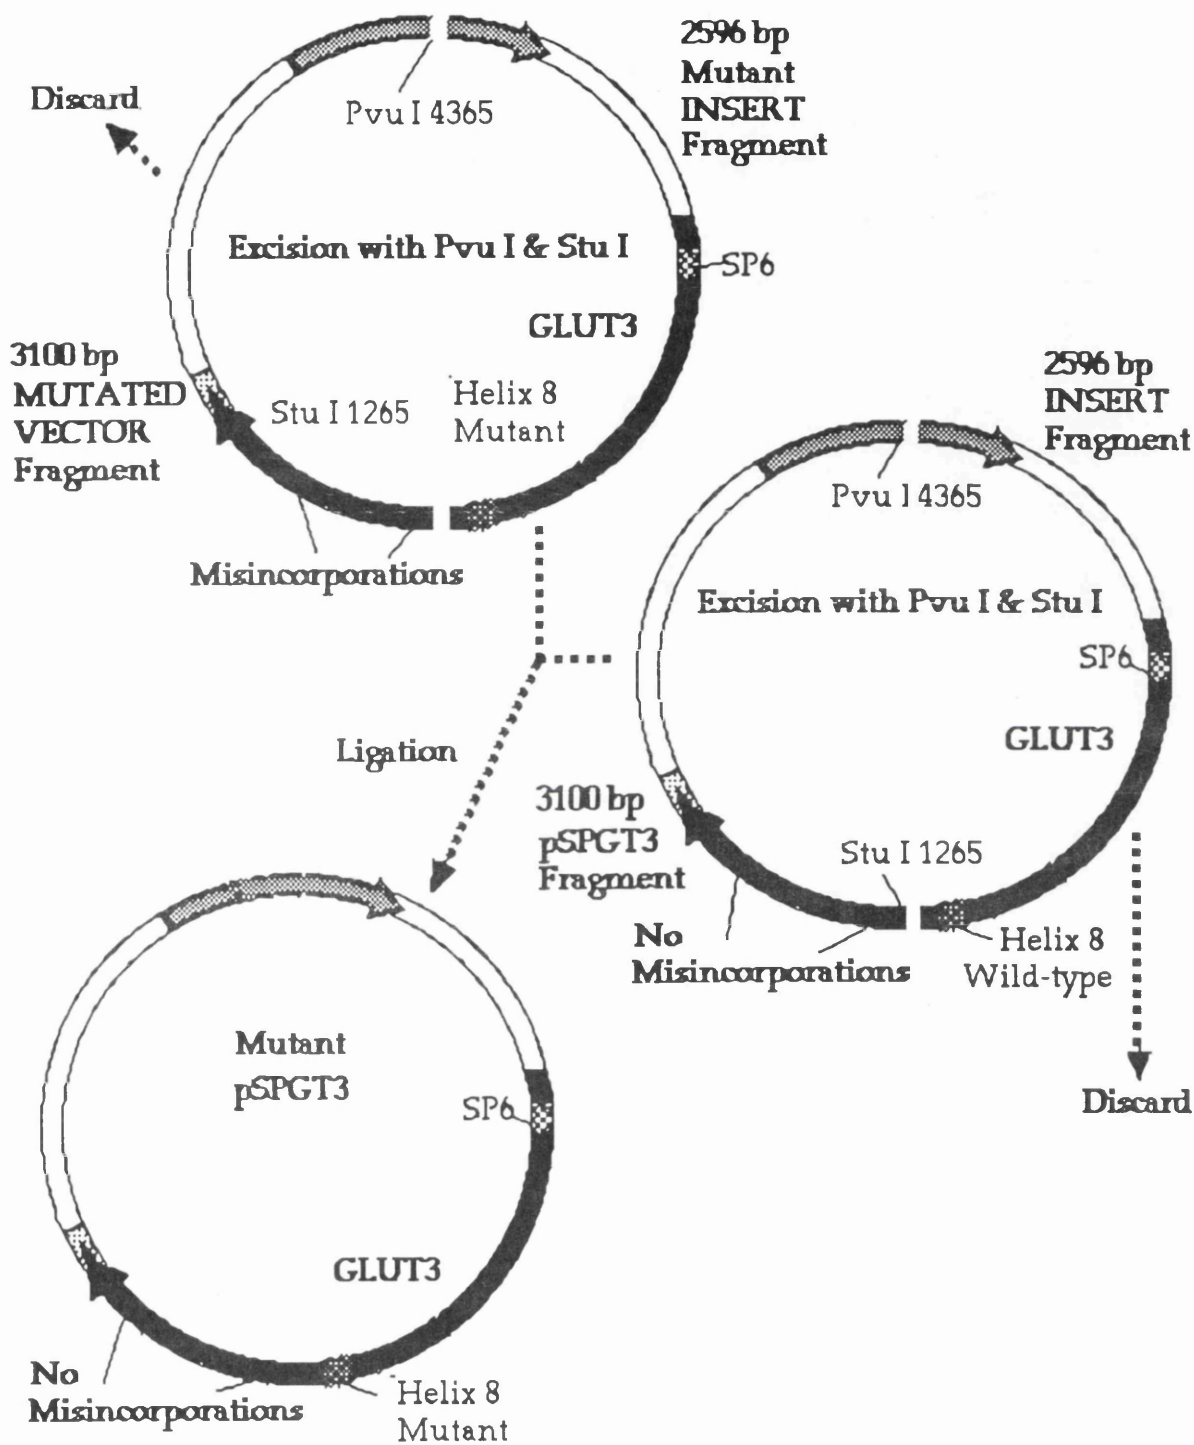 2596 bp
Mutant
INSERT
Fragment
Discard
Pvu I 4365
Excision with Pvu I & Stu I
SP6
GLUT3
3100 bp
MUTATED
VECTOR
Fragment
Stu I 1265
Helix 8
Mutant
Misincorporations
2596 bp
INSERT
Fragment
Pvu I 4365
Excision with Pvu I & Stu I
SP6
GLUT3
Ligation
3100 bp
pSPGT3
Fragment
Stu I 1265
No
Misincorporations
Helix 8
Wild-type
Discard
Mutant
pSPGT3
SP6
GLUT3
No
Misincorporations
Helix 8
Mutant